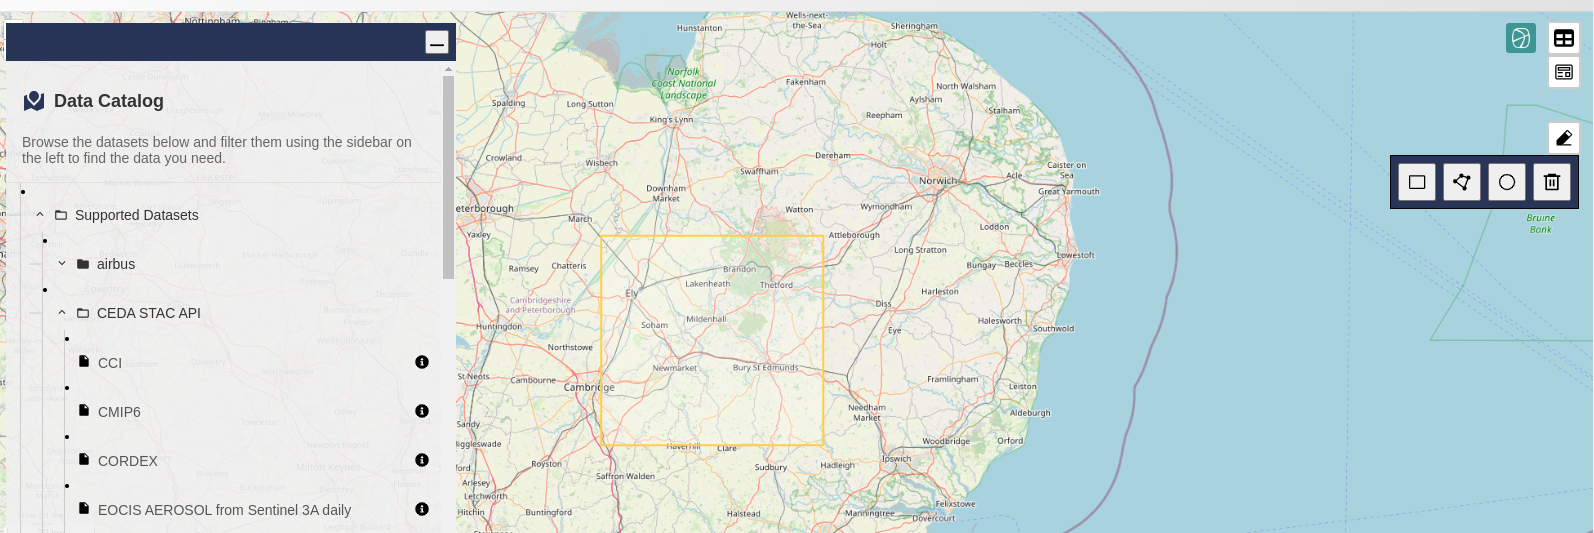 Nottingham
Data Catalog
Browse the datasets below and filter them using the sidebar on
the left to find the data you need.
Supported Datasets
airbus
CEDA STAC API
CCI
CMIP6
CORDEX
EOCIS AEROSOL from Sentinel 3A daily
Wells-next-
the-Sea
Sheringham
Hunstanton
Holt
Norfolk
Coast National
Landscape
Fakenham
North Walsham
Spalding
Long Sutton
Aylsham
Stalham
King's Lynn
Reepham
Crowland
Wisbech
Dereham
Caister on
Sea
Swaffham
Acle
Norwich
Great Yarmouth
Downham
Market
eterborough
March
Watton
Wymondham
Loddon
Bruine
Bank
Yaxley
Attleborough
Long Stratton
Lowestoft
Ramsey
Chatteris
Brandon
Bungay
Beccles
Lakenheath
Thetford
Ely
Harleston
Cambridgeshire
and Peterborough
Diss
Mildenhall
Halesworth
Southwold
Huntingdon
Soham
Eye
Northstowe
St Neots
Cambourne
Newmarket
Bury St Edmunds
Framlingham
Leiston
Cambridge
Needham
Market
Aldeburgh
Sandy
Biggleswade
Haverhill
Clare
Woodbridge
Orford
ford
Royston
Sudbury
Hadleigh
Ipswich
Arlesey
Saffron Walden
Letchworth
Hitchin
Buntingford
Halstead
Manningtree
Felixstowe
Dovercourt